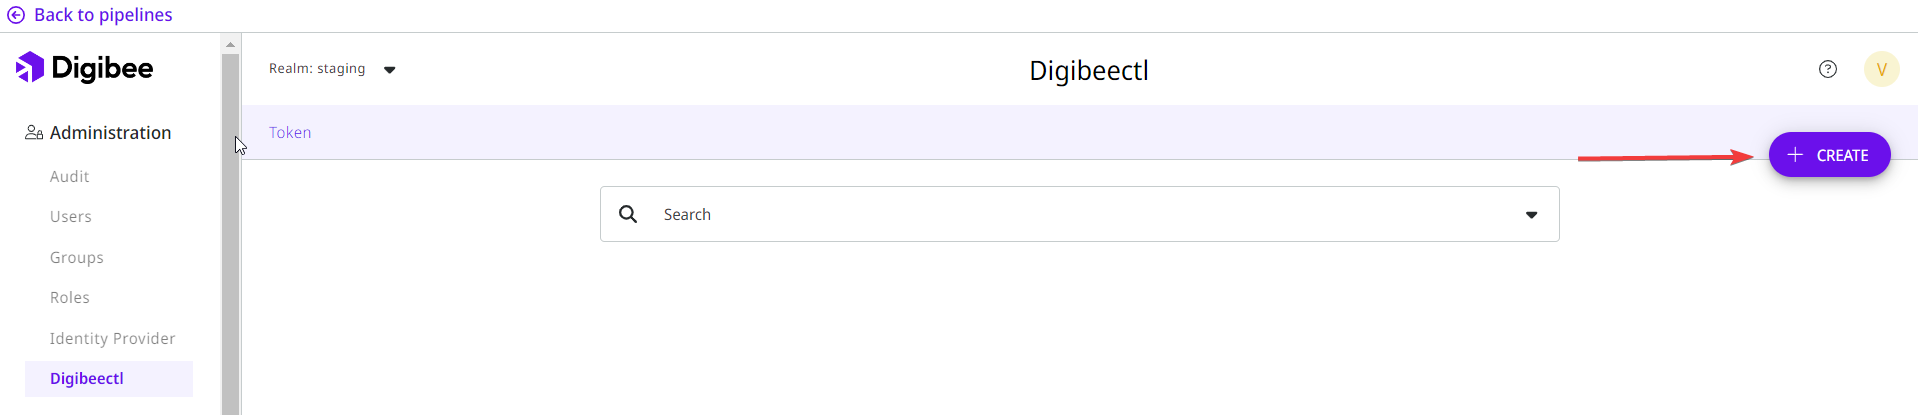 Back to pipelines
Digibee
Realm: staging
Digibeectl
?
V
Administration
Token
CREATE
Audit
Users
Search
Groups
Roles
Identity Provider
Digibeectl